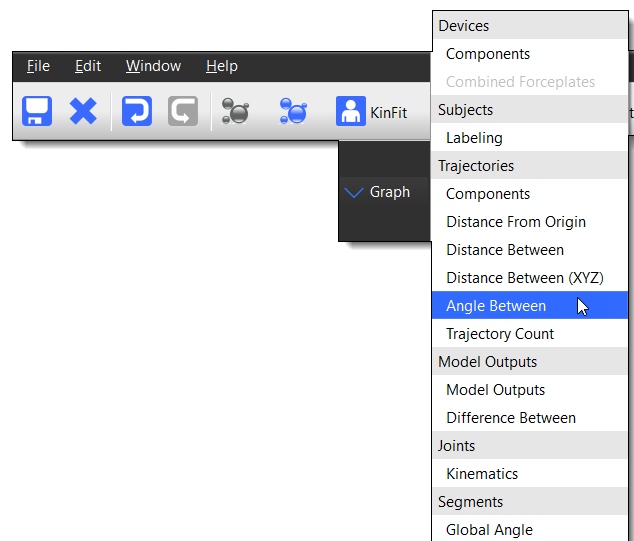 File Edit Window Help
KinFit
Graph
Devices
Components
Combined Forceplates
Subjects
Labeling
Trajectories
Components
Distance From Origin
Distance Between
Distance Between (XYZ)
Angle Between
Trajectory Count
Model Outputs
Model Outputs
Difference Between
Joints
Kinematics
Segments
Global Angle